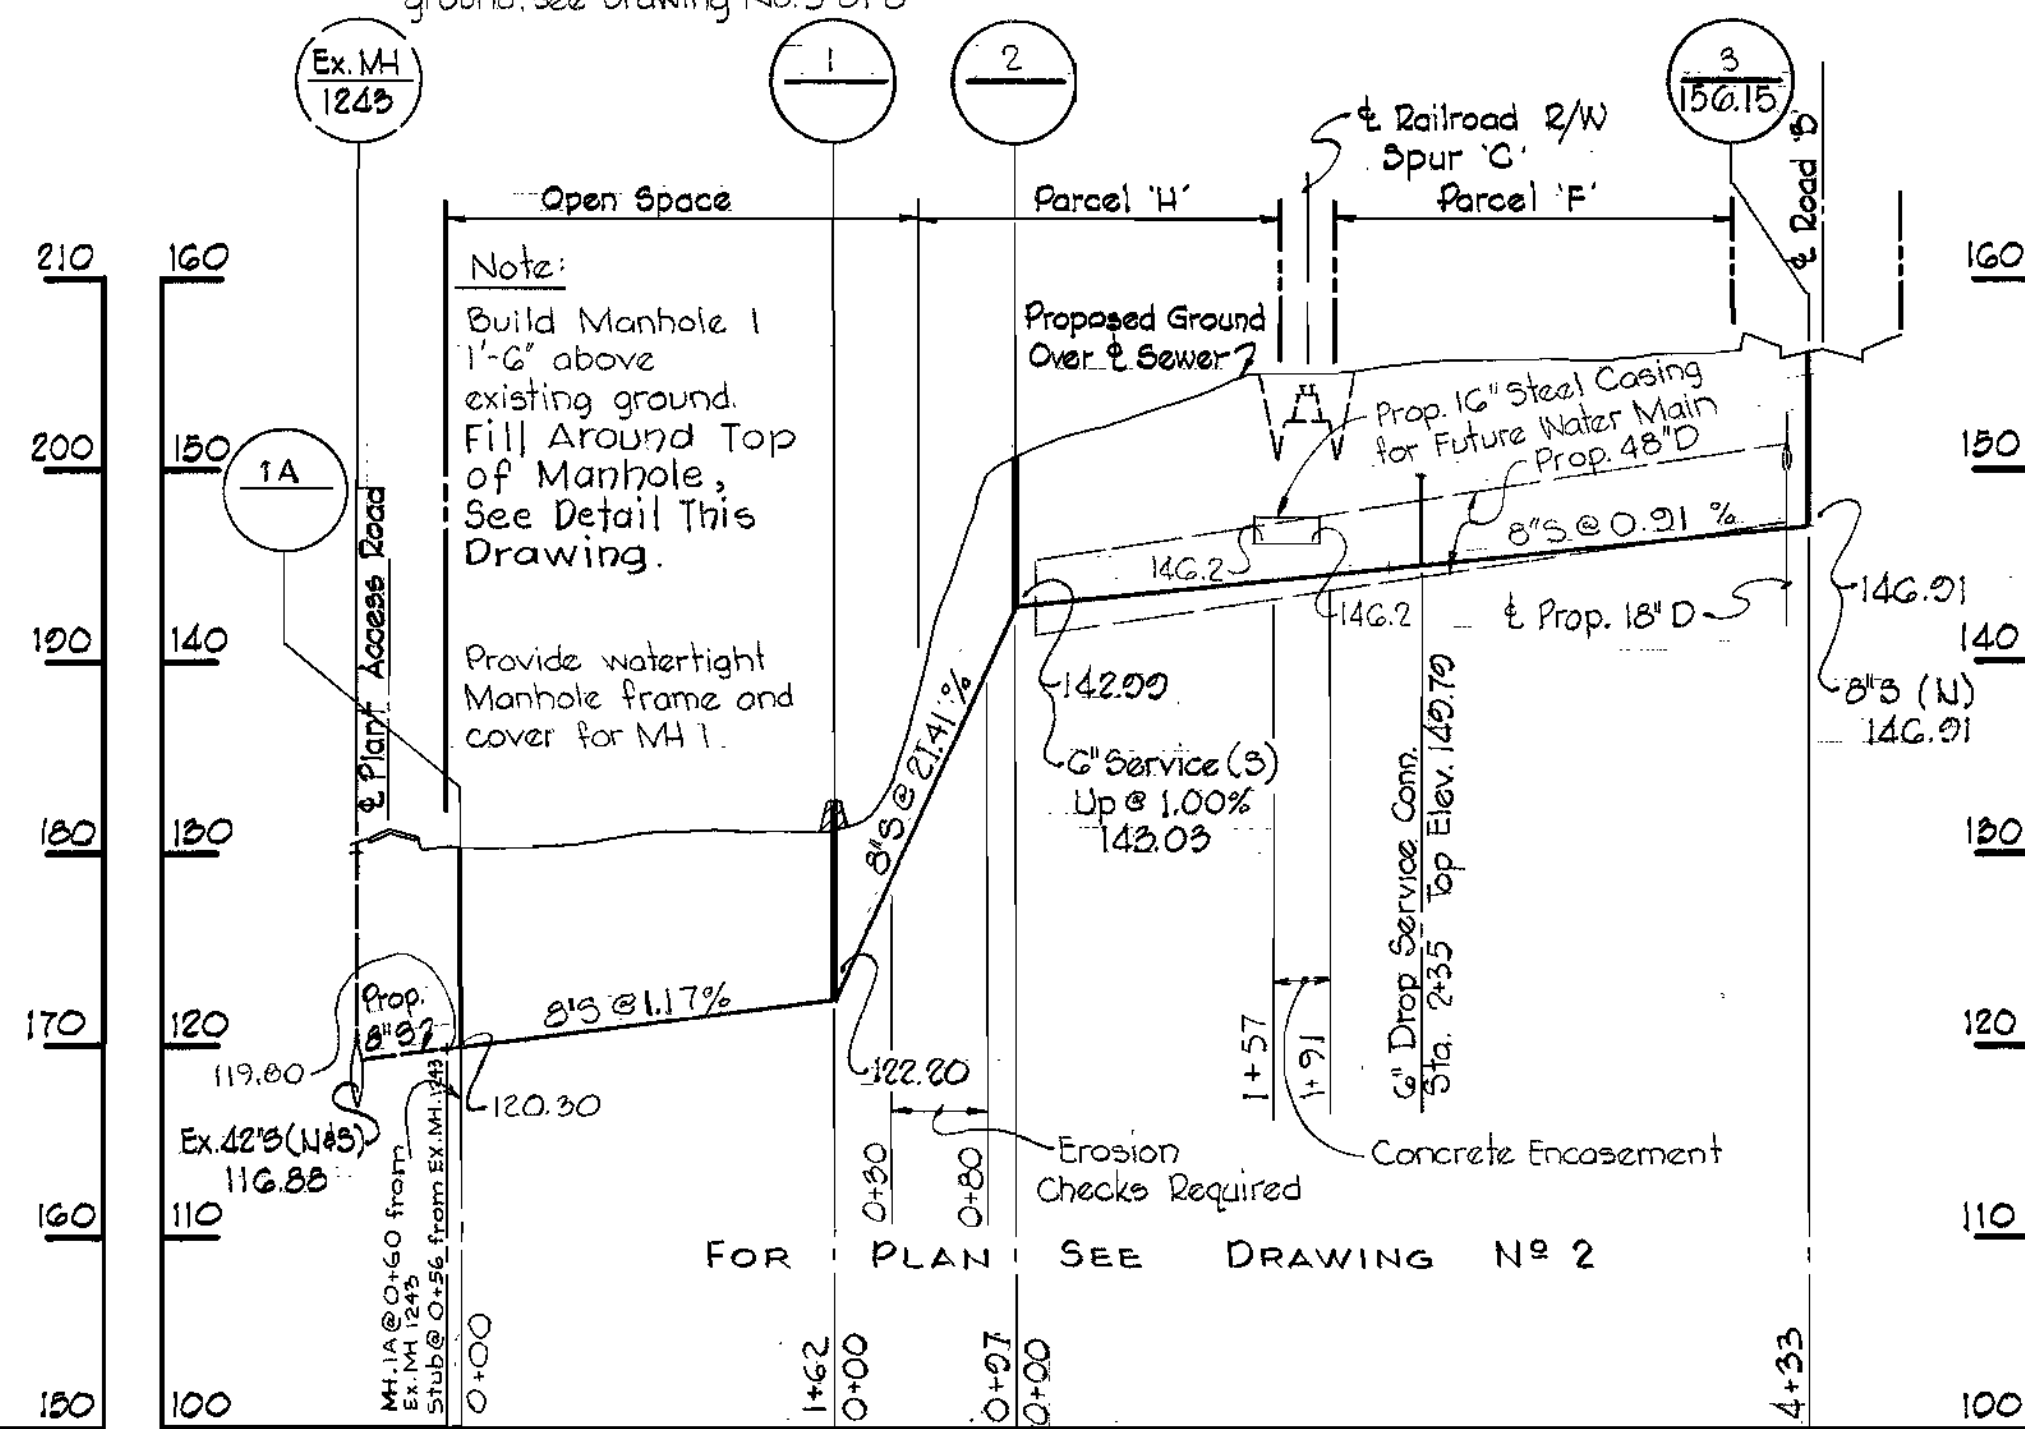 ground, see Drawing No. 3 of 8
Ex. MH
1243
1
2
3
156.15
℄ Railroad R/W
Spur 'C'
Open Space
Parcel 'H'
Parcel 'F'
℄ Road 'B'
210
160
160
Note:
Build Manhole 1
1'-6" above
existing ground.
Fill Around Top
of Manhole,
See Detail This
Drawing.
Proposed Ground
Over ℄ Sewer
Prop. 16" Steel Casing
for Future Water Main
Prop. 48"D
200
150
150
1A
8"S @ 0.91 %
146.2
146.2
℄ Prop. 18" D
146.91
190
140
140
℄ Plant Access Road
Provide watertight
Manhole frame and
cover for MH 1.
142.99
8"S (N)
146.91
6" Service (S)
Up @ 1.00%
143.03
8"S @ 21.41 %
180
130
130
6" Drop Service Conn.
Sta. 2+35 Top Elev. 149.79
Prop.
8"S
8"S @ 1.17%
170
120
120
119.80
120.30
122.20
1+57
1+91
Ex. 42"S (N&S)
116.88
Erosion
Checks Required
Concrete Encasement
0+30
0+80
160
110
110
FOR PLAN SEE DRAWING Nº 2
MH. 1A @ 0+60 from
Ex. MH 1243
Stub @ 0+56 from Ex. MH. 1243
0+00
1+62
0+00
0+97
0+00
4+33
150
100
100